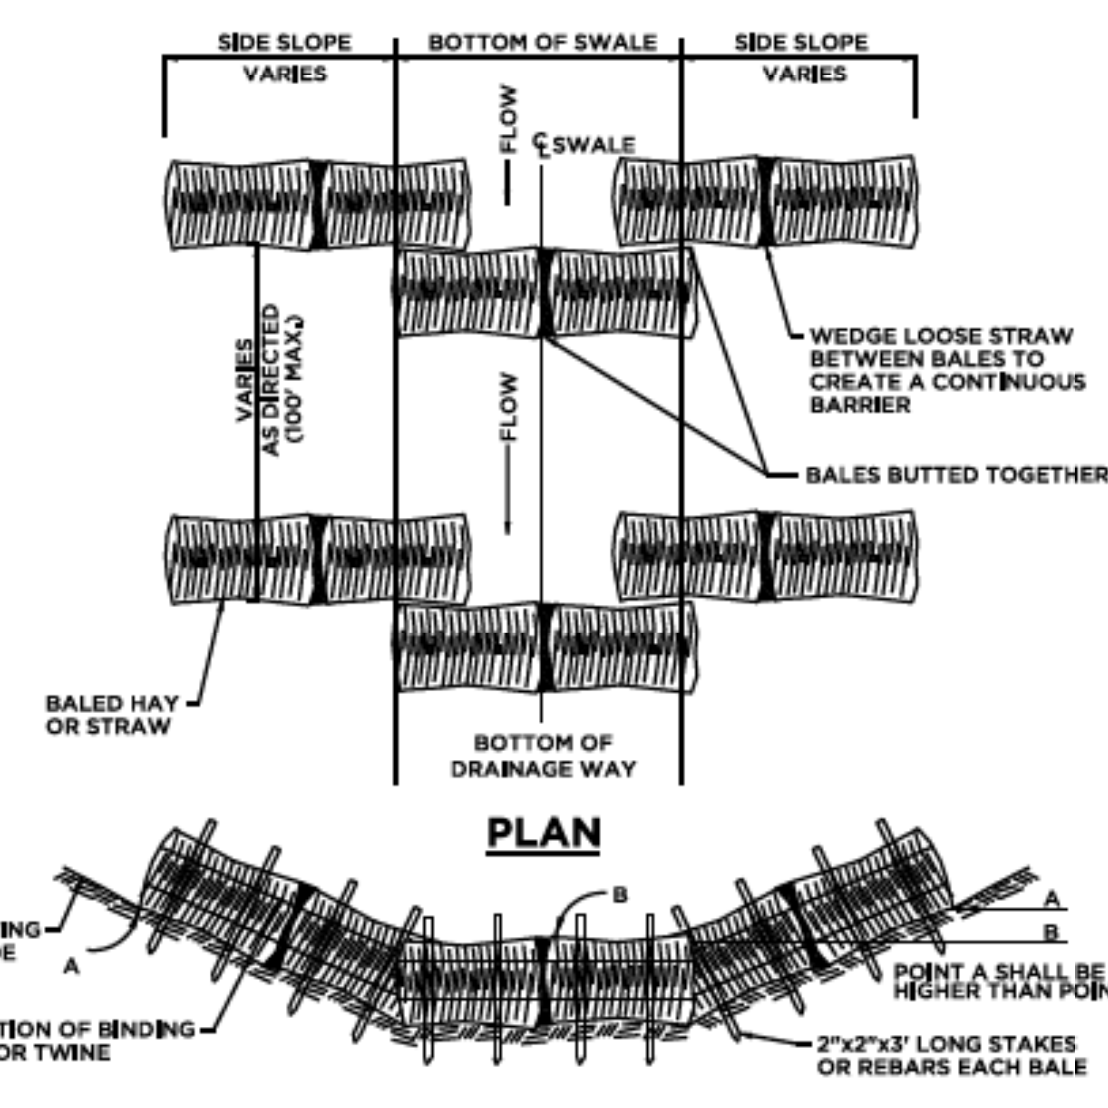 SIDE SLOPE
VARIES
BOTTOM OF SWALE
SIDE SLOPE
VARIES
FLOW
℄ SWALE
VARIES
AS DIRECTED
(100' MAX.)
FLOW
WEDGE LOOSE STRAW
BETWEEN BALES TO
CREATE A CONTINUOUS
BARRIER
BALES BUTTED TOGETHER
BALED HAY
OR STRAW
BOTTOM OF
DRAINAGE WAY
PLAN
B
A
B
ING
E
A
POINT A SHALL BE
HIGHER THAN POIN
TION OF BINDING
OR TWINE
2"x2"x3' LONG STAKES
OR REBARS EACH BALE